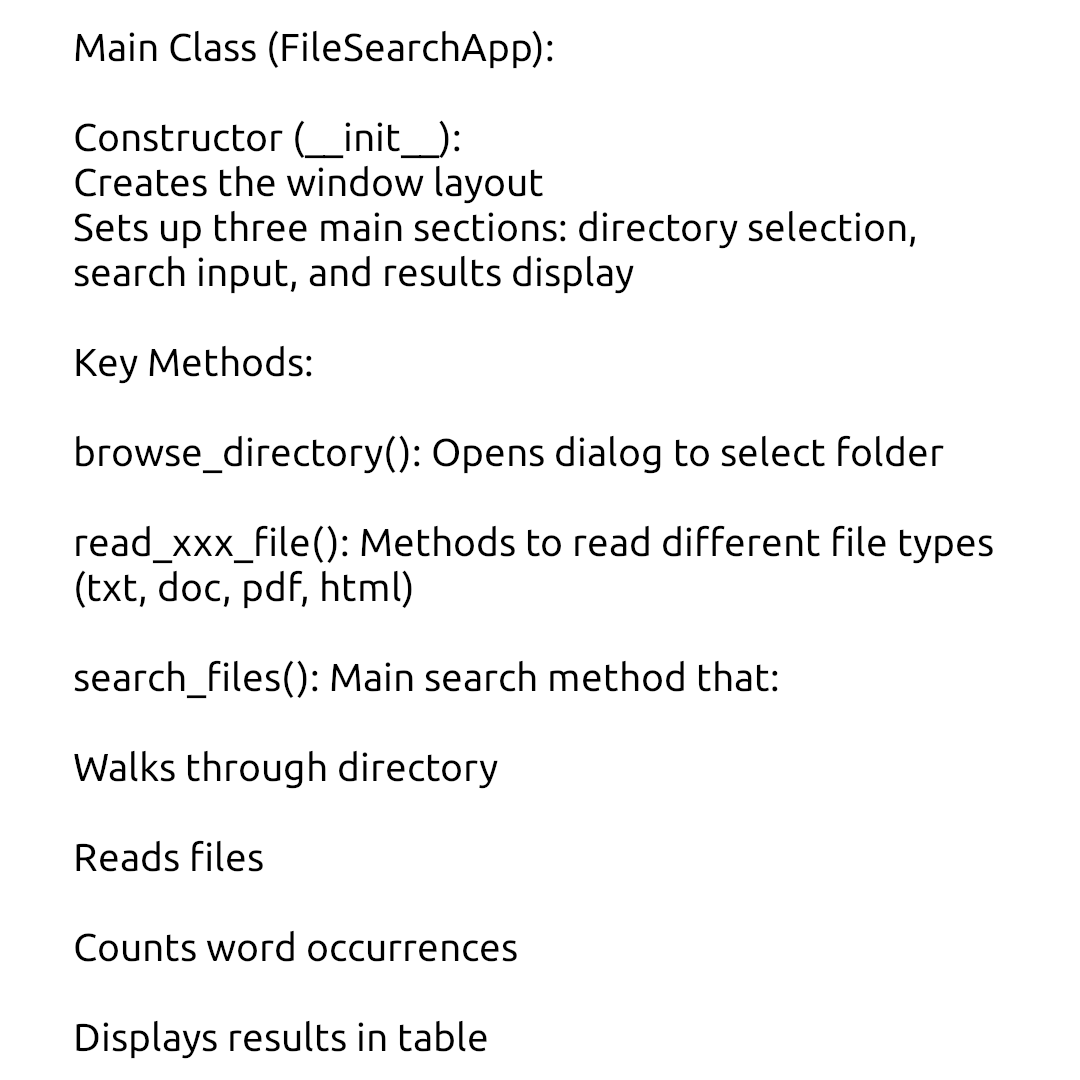 Main Class (FileSearchApp):
Constructor (__init__):
Creates the window layout
Sets up three main sections: directory selection,
search input, and results display
Key Methods:
browse_directory(): Opens dialog to select folder
read_xxx_file(): Methods to read different file types
(txt, doc, pdf, html)
search_files(): Main search method that:
Walks through directory
Reads files
Counts word occurrences
Displays results in table